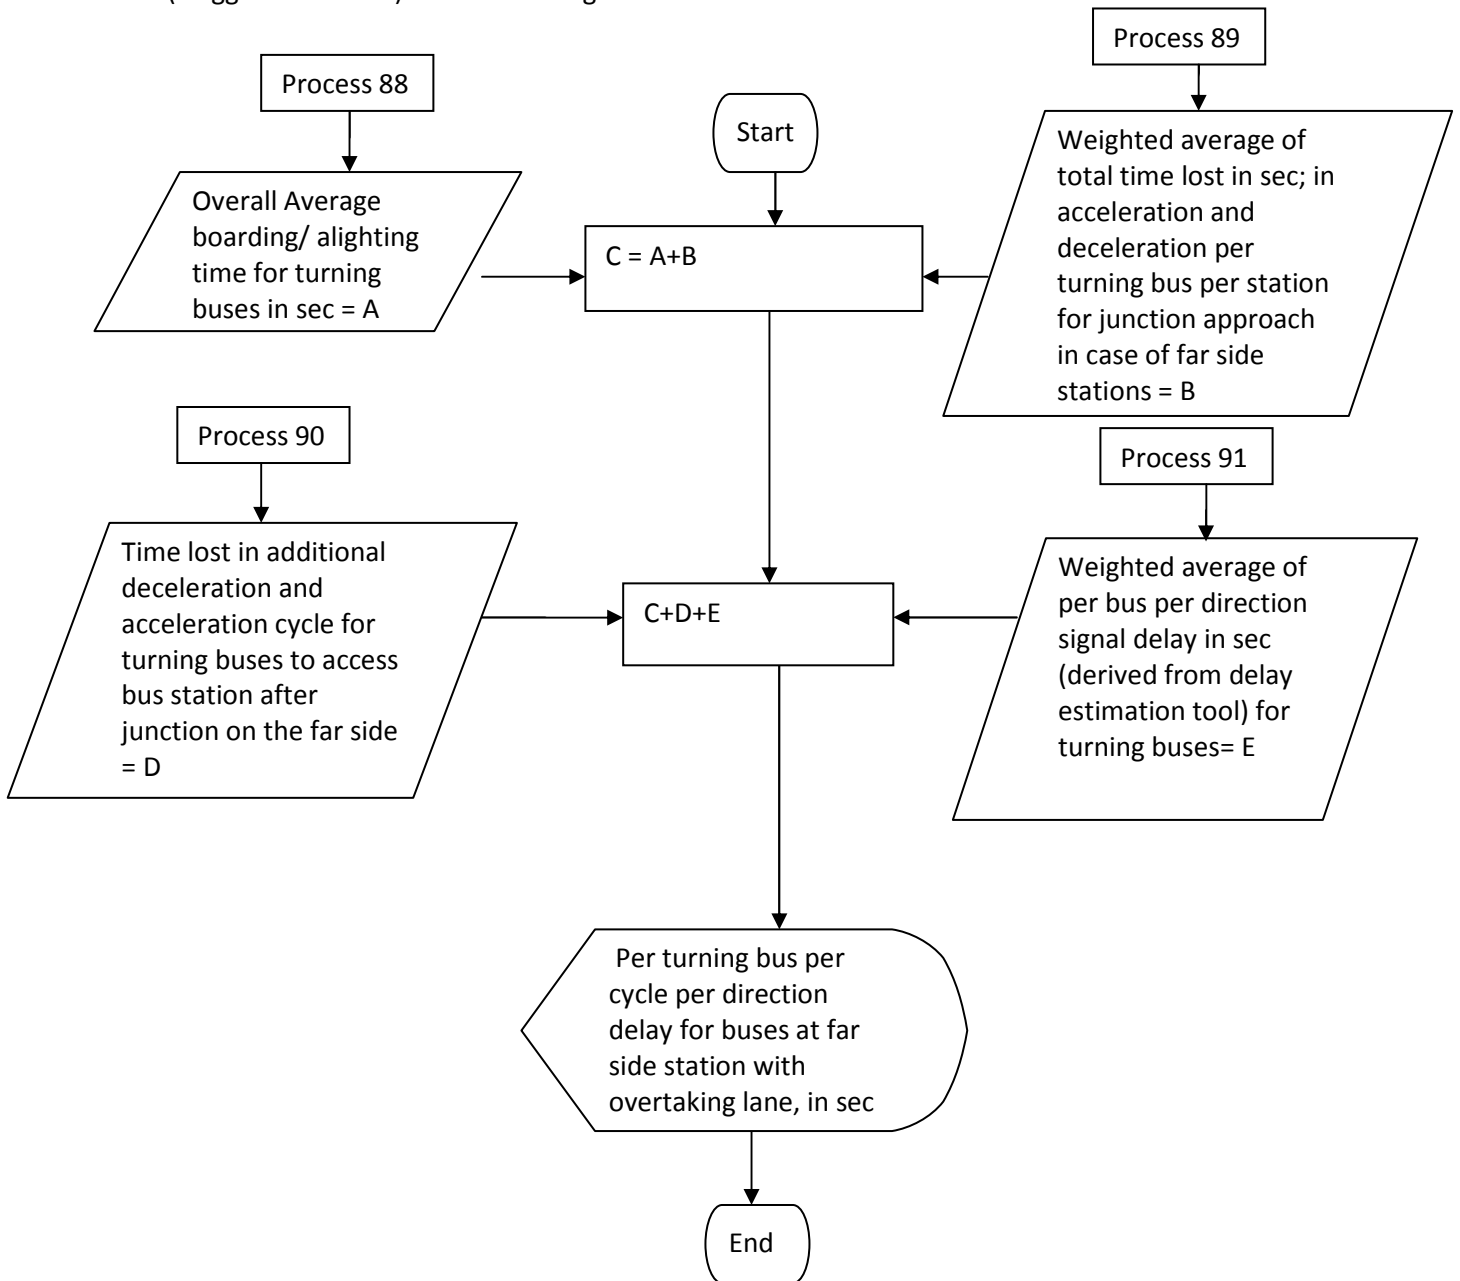 Process 89
Process 88
Start
Weighted average of
total time lost in sec; in
acceleration and
deceleration per
turning bus per station
for junction approach
in case of far side
stations = B
Overall Average
boarding/ alighting
time for turning
buses in sec = A
C = A+B
Process 90
Process 91
Time lost in additional
deceleration and
acceleration cycle for
turning buses to access
bus station after
junction on the far side
= D
C+D+E
Weighted average of
per bus per direction
signal delay in sec
(derived from delay
estimation tool) for
turning buses= E
Per turning bus per
cycle per direction
delay for buses at far
side station with
overtaking lane, in sec
End